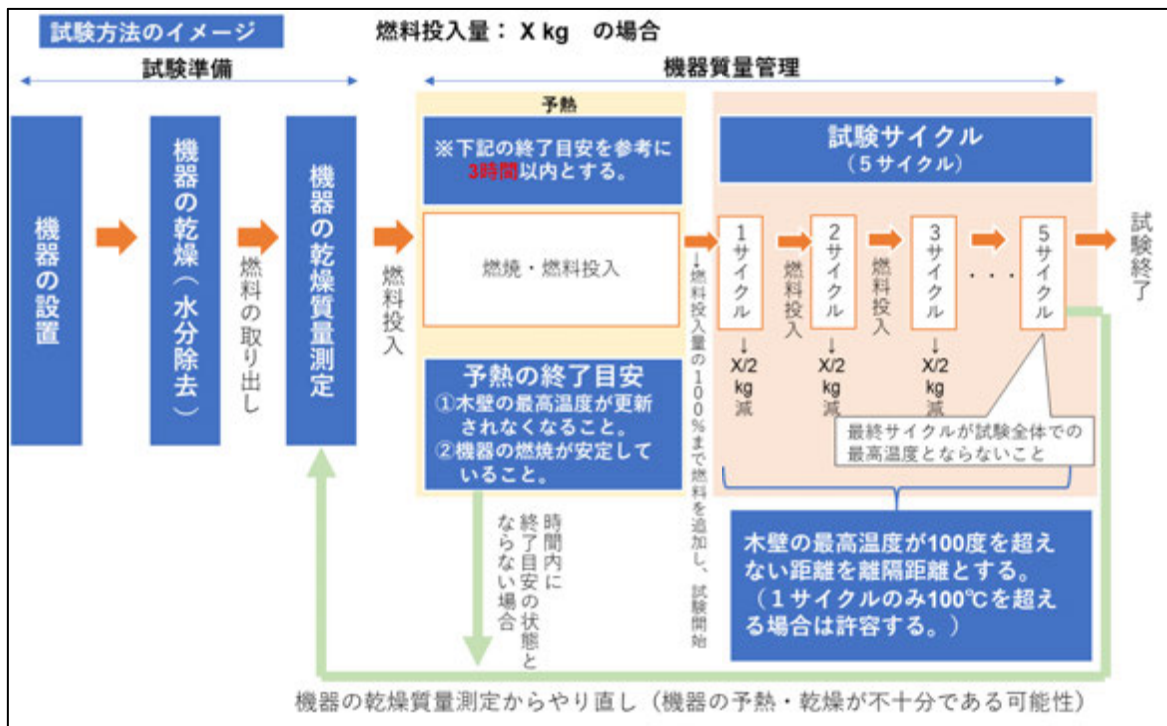 試験方法のイメージ
燃料投入量： X kg の場合
試験準備
機器質量管理
機器の設置
機器の乾燥（水分除去）
燃料の取り出し
機器の乾燥質量測定
燃料投入
予熱
※下記の終了目安を参考に
3時間以内とする。
燃焼・燃料投入
予熱の終了目安
①木壁の最高温度が更新
されなくなること。
②機器の燃焼が安定して
いること。
時間内に
終了目安の状態と
ならない場合
→燃料投入量の100％まで燃料を追加し、試験開始
試験サイクル
（５サイクル）
1サイクル
→
X/2
kg
減
燃料投入
2サイクル
→
X/2
kg
減
燃料投入
3サイクル
→
X/2
kg
減
・・・
5サイクル
試験終了
最終サイクルが試験全体での
最高温度とならないこと
木壁の最高温度が100度を超え
ない距離を離隔距離とする。
（１サイクルのみ100℃を超え
る場合は許容する。）
機器の乾燥質量測定からやり直し（機器の予熱・乾燥が不十分である可能性）